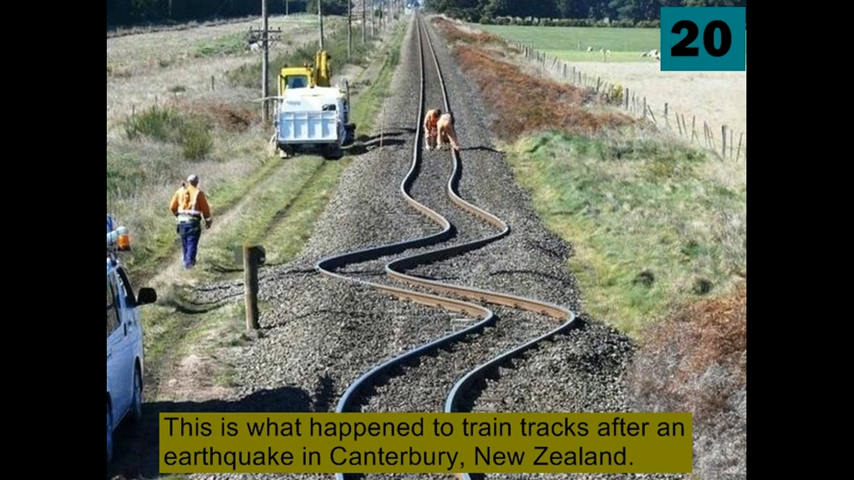 20
This is what happened to train tracks after an
earthquake in Canterbury, New Zealand.